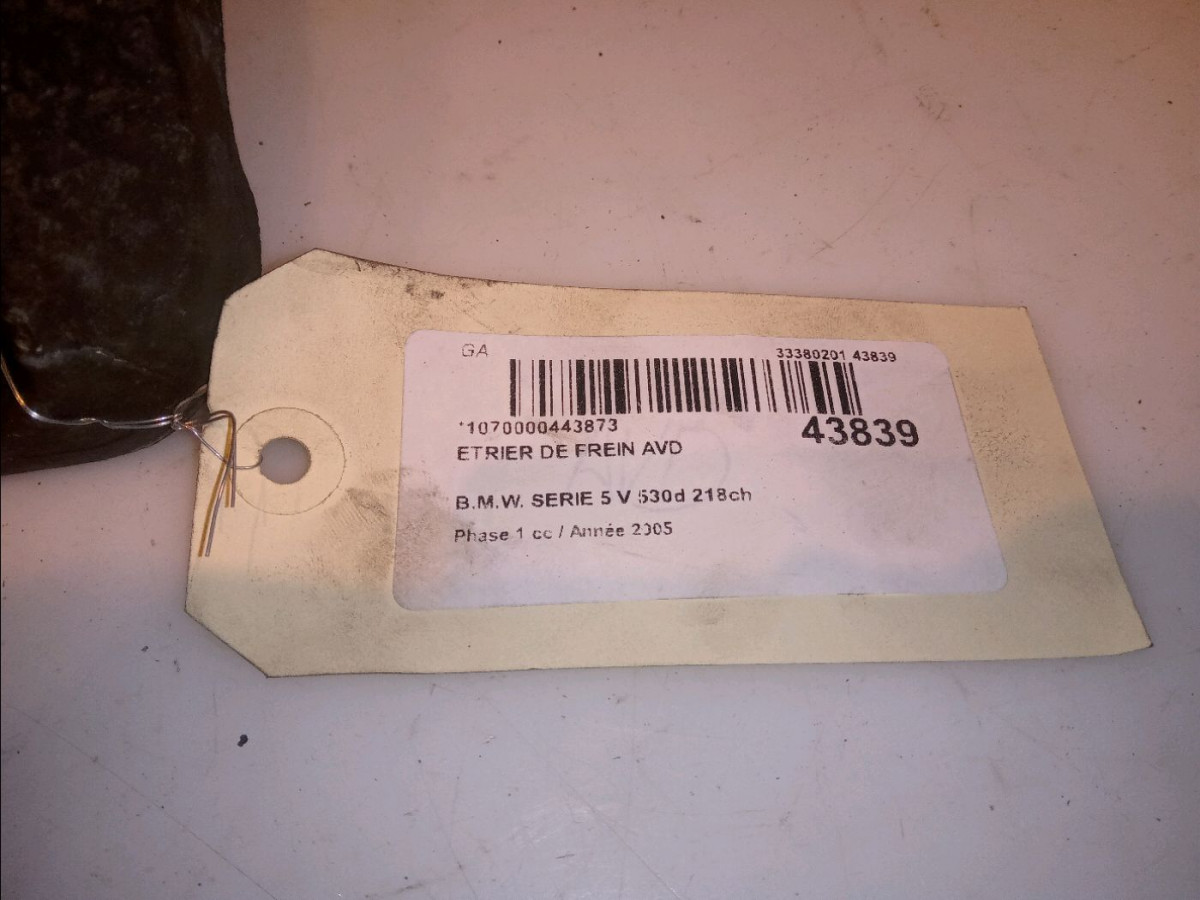 GA
33380201 43839
*1070000443873
43839
ETRIER DE FREIN AVD
B.M.W. SERIE 5 V 530d 218ch
Phase 1 cc / Année 2005